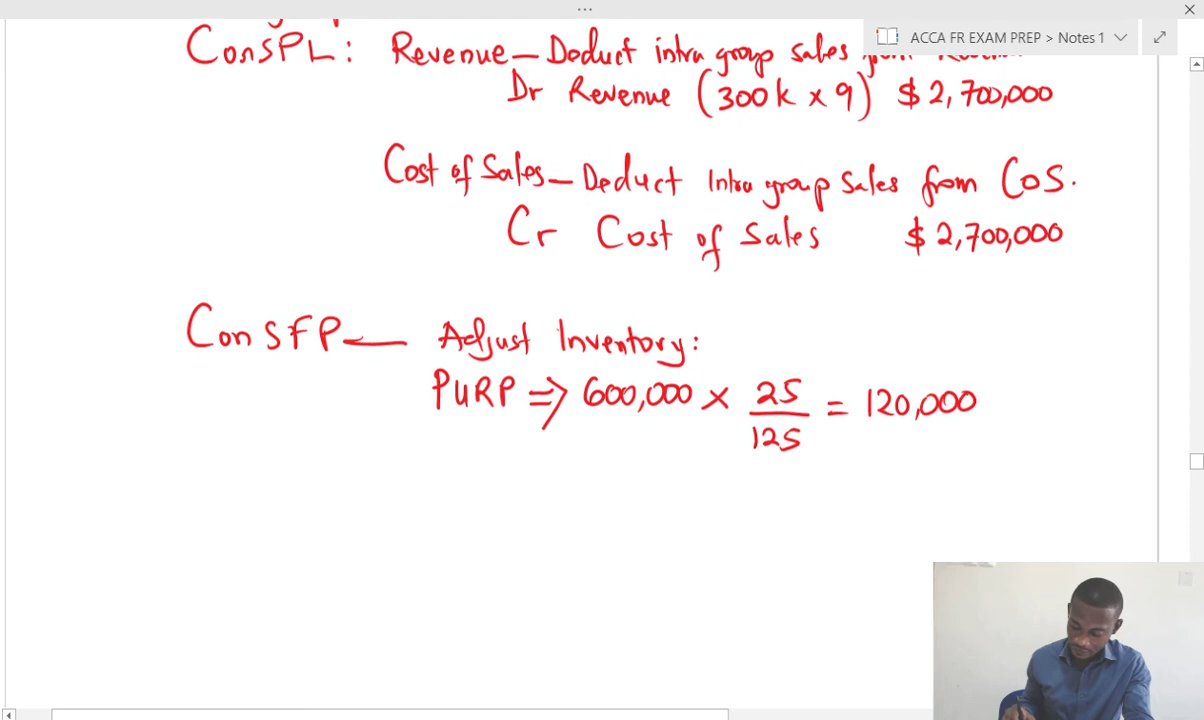 ACCA FR EXAM PREP > Notes 1
ConSPL: Revenue - Deduct intra group sales from Revenue
Dr Revenue (300k x 9) $ 2,700,000
Cost of Sales - Deduct Intra group Sales from COS.
Cr Cost of Sales $ 2,700,000
ConSFP - Adjust Inventory:
PURP => 600,000 x 25/125 = 120,000